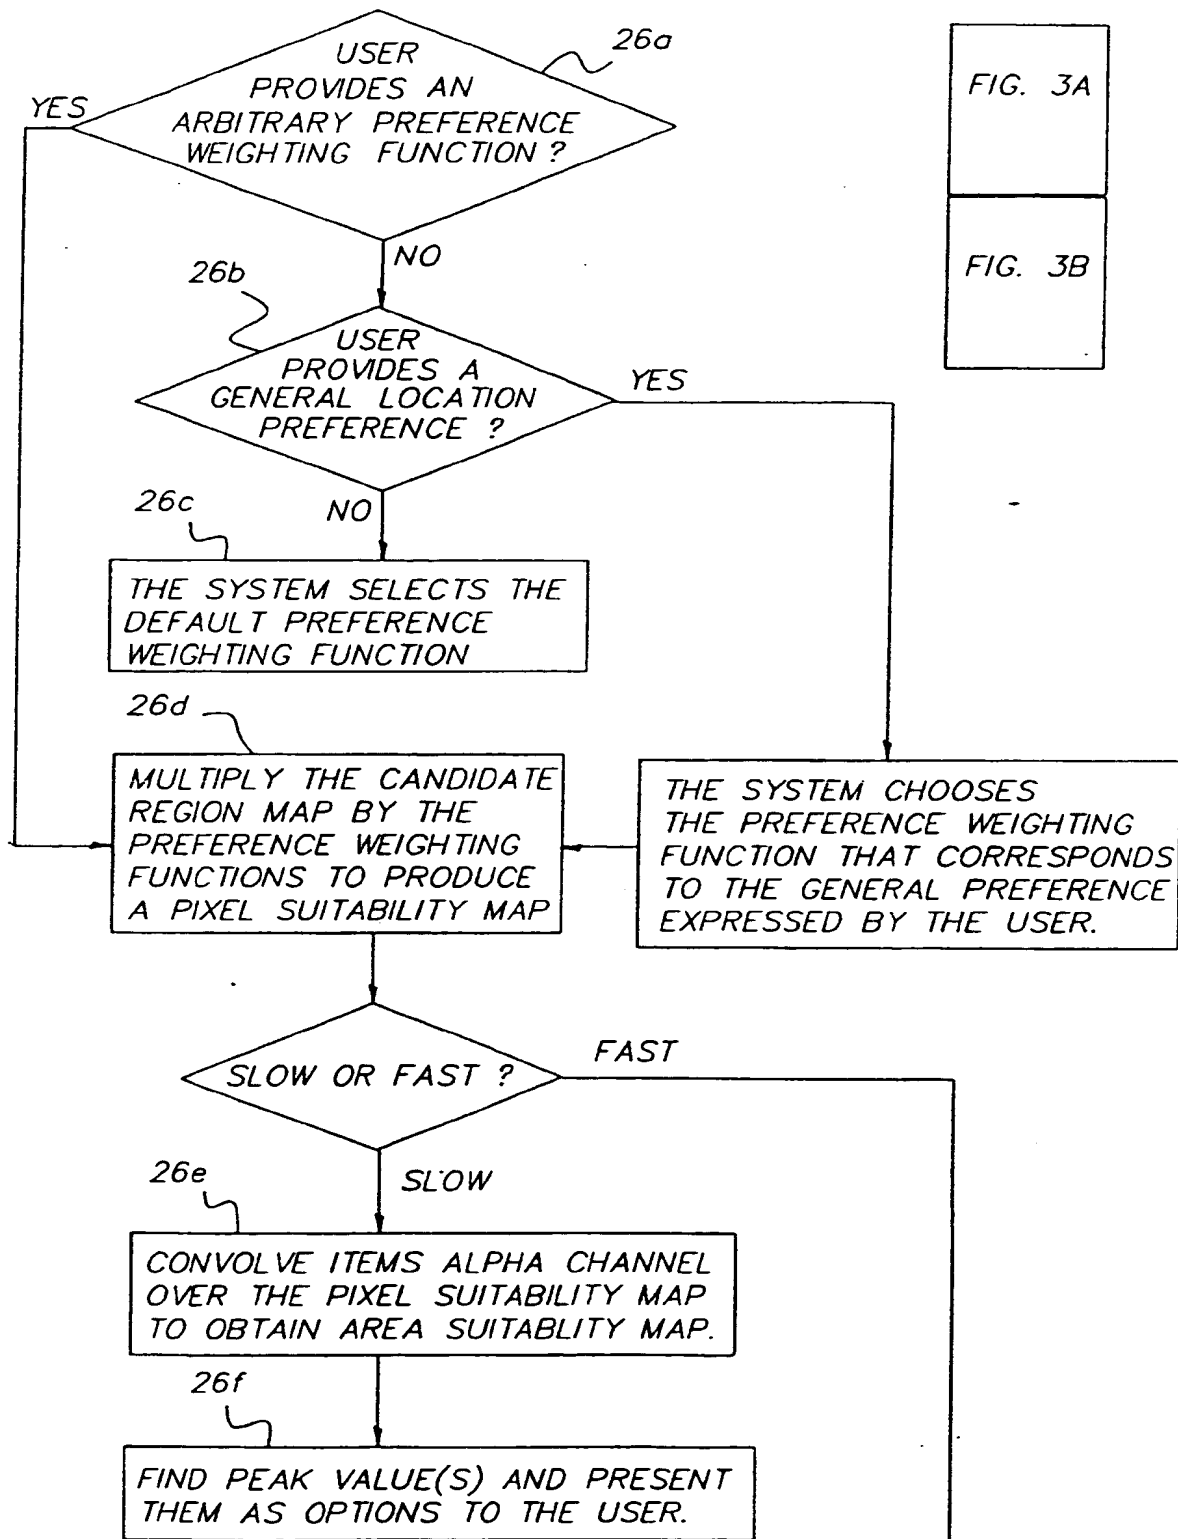 26a
USER
PROVIDES AN
ARBITRARY PREFERENCE
WEIGHTING FUNCTION ?
YES
NO
FIG. 3A
FIG. 3B
26b
USER
PROVIDES A
GENERAL LOCATION
PREFERENCE ?
YES
NO
26c
THE SYSTEM SELECTS THE
DEFAULT PREFERENCE
WEIGHTING FUNCTION
26d
MULTIPLY THE CANDIDATE
REGION MAP BY THE
PREFERENCE WEIGHTING
FUNCTIONS TO PRODUCE
A PIXEL SUITABILITY MAP
THE SYSTEM CHOOSES
THE PREFERENCE WEIGHTING
FUNCTION THAT CORRESPONDS
TO THE GENERAL PREFERENCE
EXPRESSED BY THE USER.
SLOW OR FAST ?
FAST
SLOW
26e
CONVOLVE ITEMS ALPHA CHANNEL
OVER THE PIXEL SUITABILITY MAP
TO OBTAIN AREA SUITABLITY MAP.
26f
FIND PEAK VALUE(S) AND PRESENT
THEM AS OPTIONS TO THE USER.